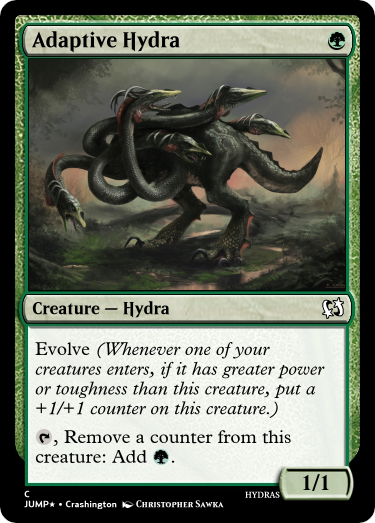 Adaptive Hydra
Creature — Hydra
Evolve (Whenever one of your
creatures enters, if it has greater power
or toughness than this creature, put a
+1/+1 counter on this creature.)
, Remove a counter from this
creature: Add .
1/1
C
HYDRAS
JUMP★ • Crashington CHRISTOPHER SAWKA